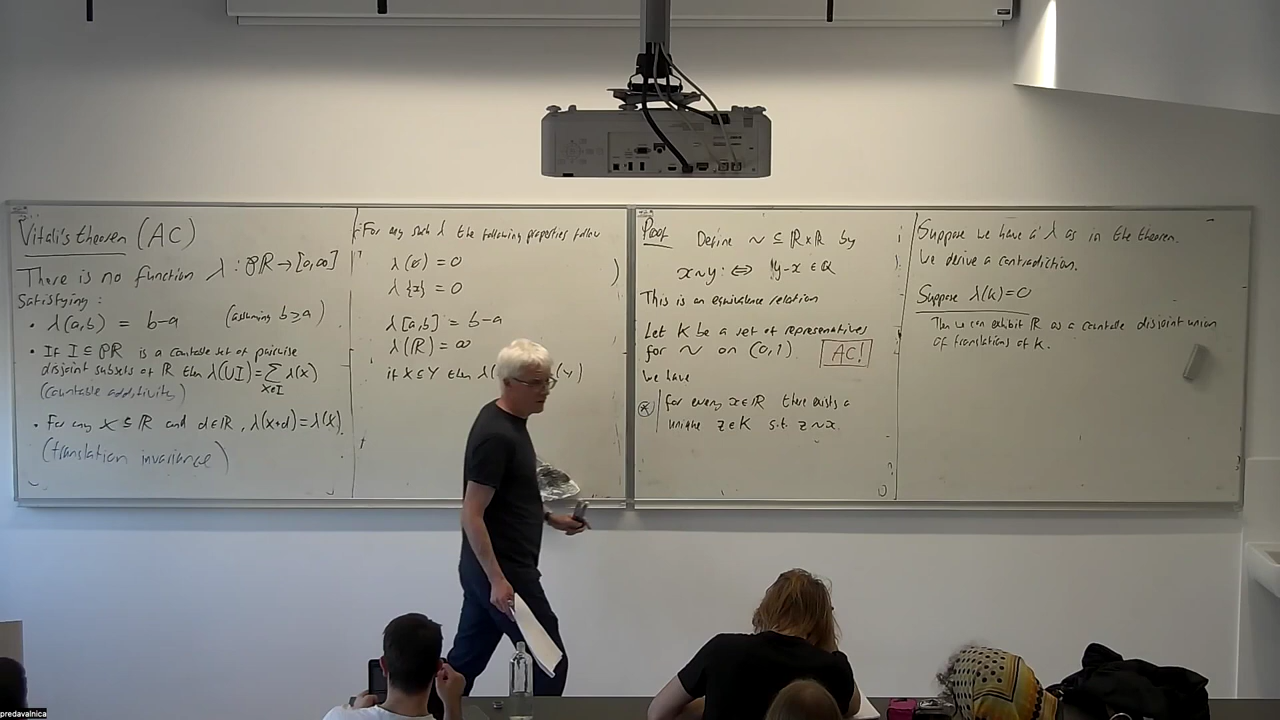 Vitali's theorem (AC)
There is no function λ : ℘ℝ → [0,∞]
Satisfying :
• λ(a,b) = b-a (assuming b ≥ a)
• If I ⊆ ℘ℝ is a countable set of pairwise
disjoint subsets of ℝ then λ(∪I) = ∑ λ(X)
X∈I
(countable additivity)
• For any X ⊆ ℝ and d∈ℝ, λ(X+d) = λ(X).
(translation invariance)
For any such λ the following properties follow
λ(∅) = 0
λ{x} = 0
λ[a,b] = b-a
λ(ℝ) = ∞
if X ⊆ Y then λ( (Y)
Proof Define ~ ⊆ ℝ×ℝ by
x~y :⇔ y-x ∈ ℚ
This is an equivalence relation
Let K be a set of representatives
for ~ on (0,1). AC!
We have
(*) For every x∈ℝ there exists a
unique z∈K s.t. z~x.
Suppose we have a λ as in the theorem.
We derive a contradiction.
Suppose λ(K)=0
Then we can exhibit ℝ as a countable disjoint union
of translations of K.
predavalnica